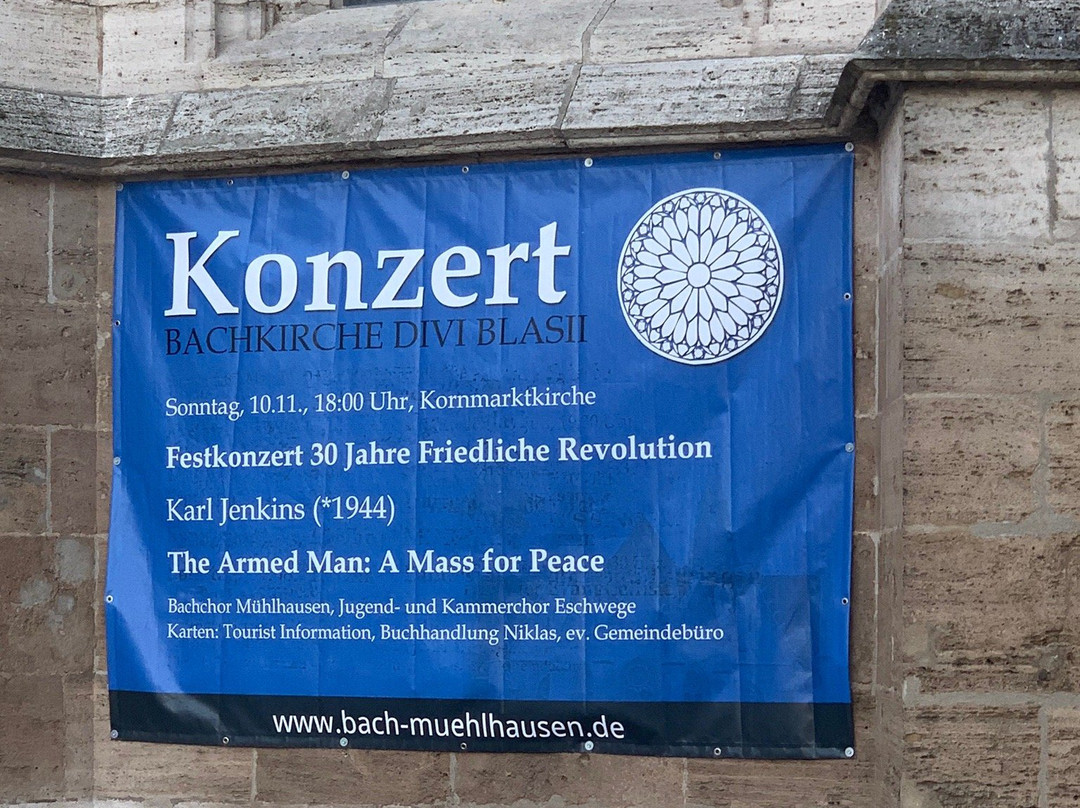 Konzert
BACHKIRCHE DIVI BLASII
Sonntag, 10.11., 18:00 Uhr, Kornmarktkirche
Festkonzert 30 Jahre Friedliche Revolution
Karl Jenkins (*1944)
The Armed Man: A Mass for Peace
Bachchor Mühlhausen, Jugend- und Kammerchor Eschwege
Karten: Tourist Information, Buchhandlung Niklas, ev. Gemeindebüro
www.bach-muehlhausen.de